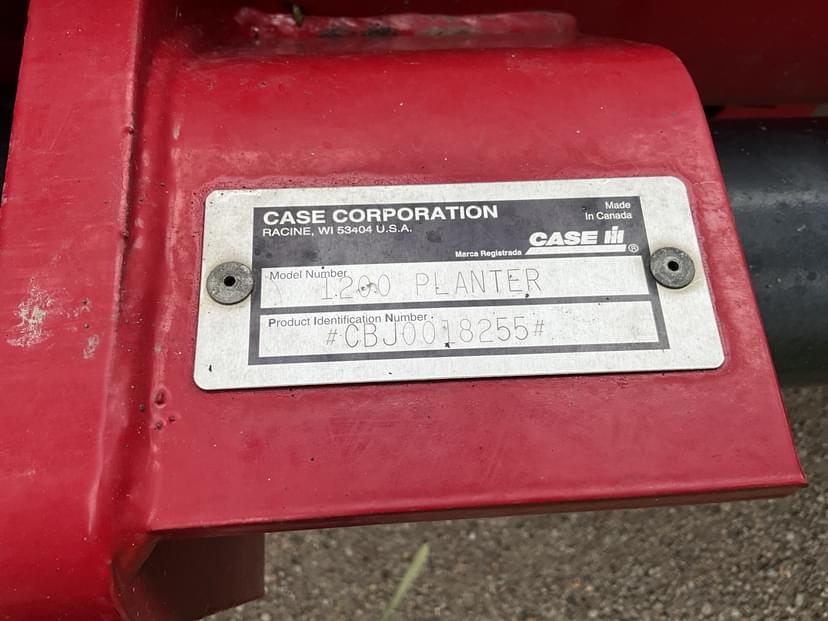 CASE CORPORATION
RACINE, WI 53404 U.S.A.
Made
in Canada
Marca Registrada CASE IH ®
Model Number
1200 PLANTER
Product Identification Number
#CBJ0018255#